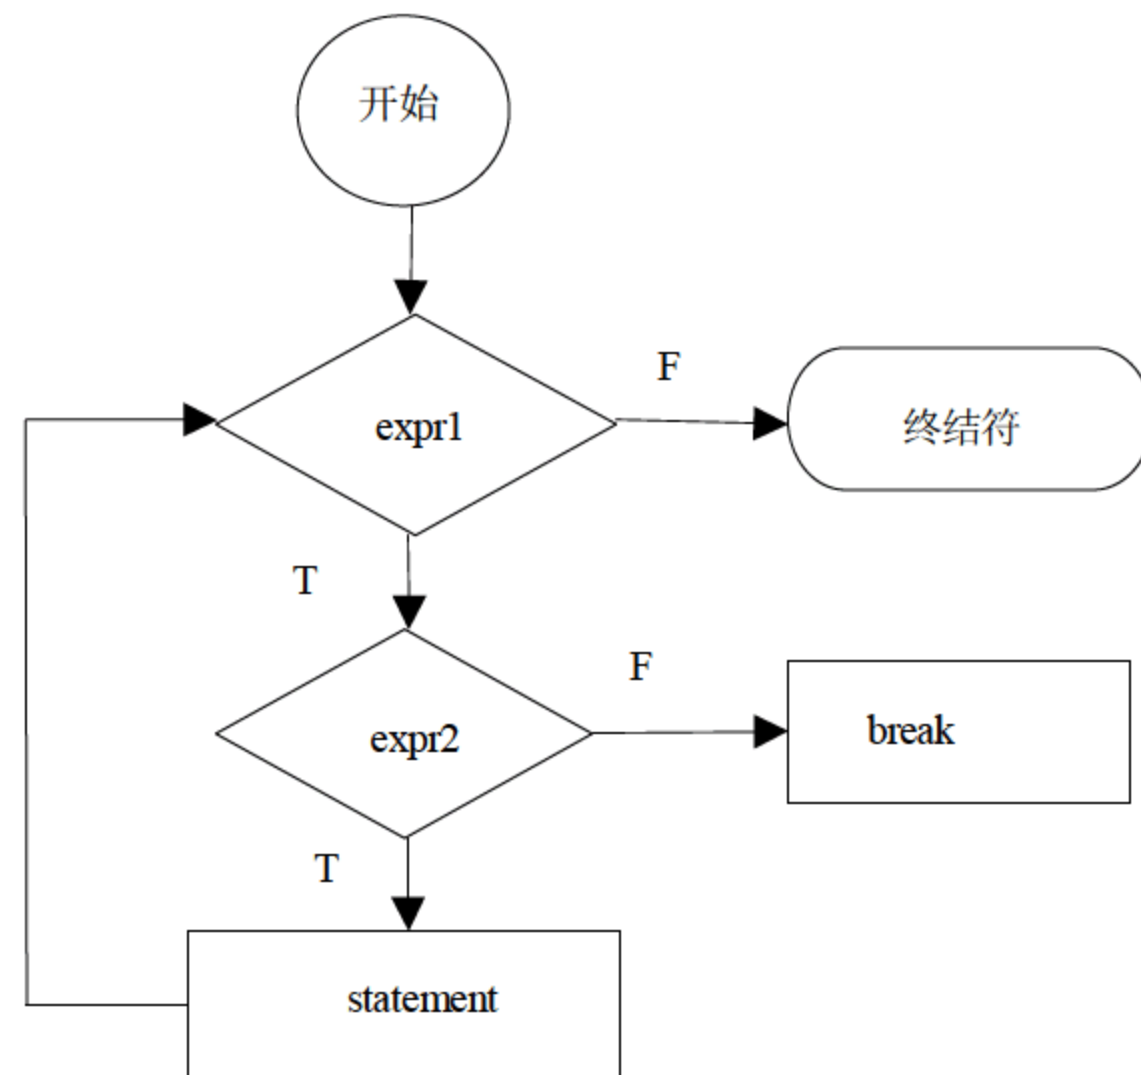 开始
F
expr1
终结符
T
F
expr2
break
T
statement